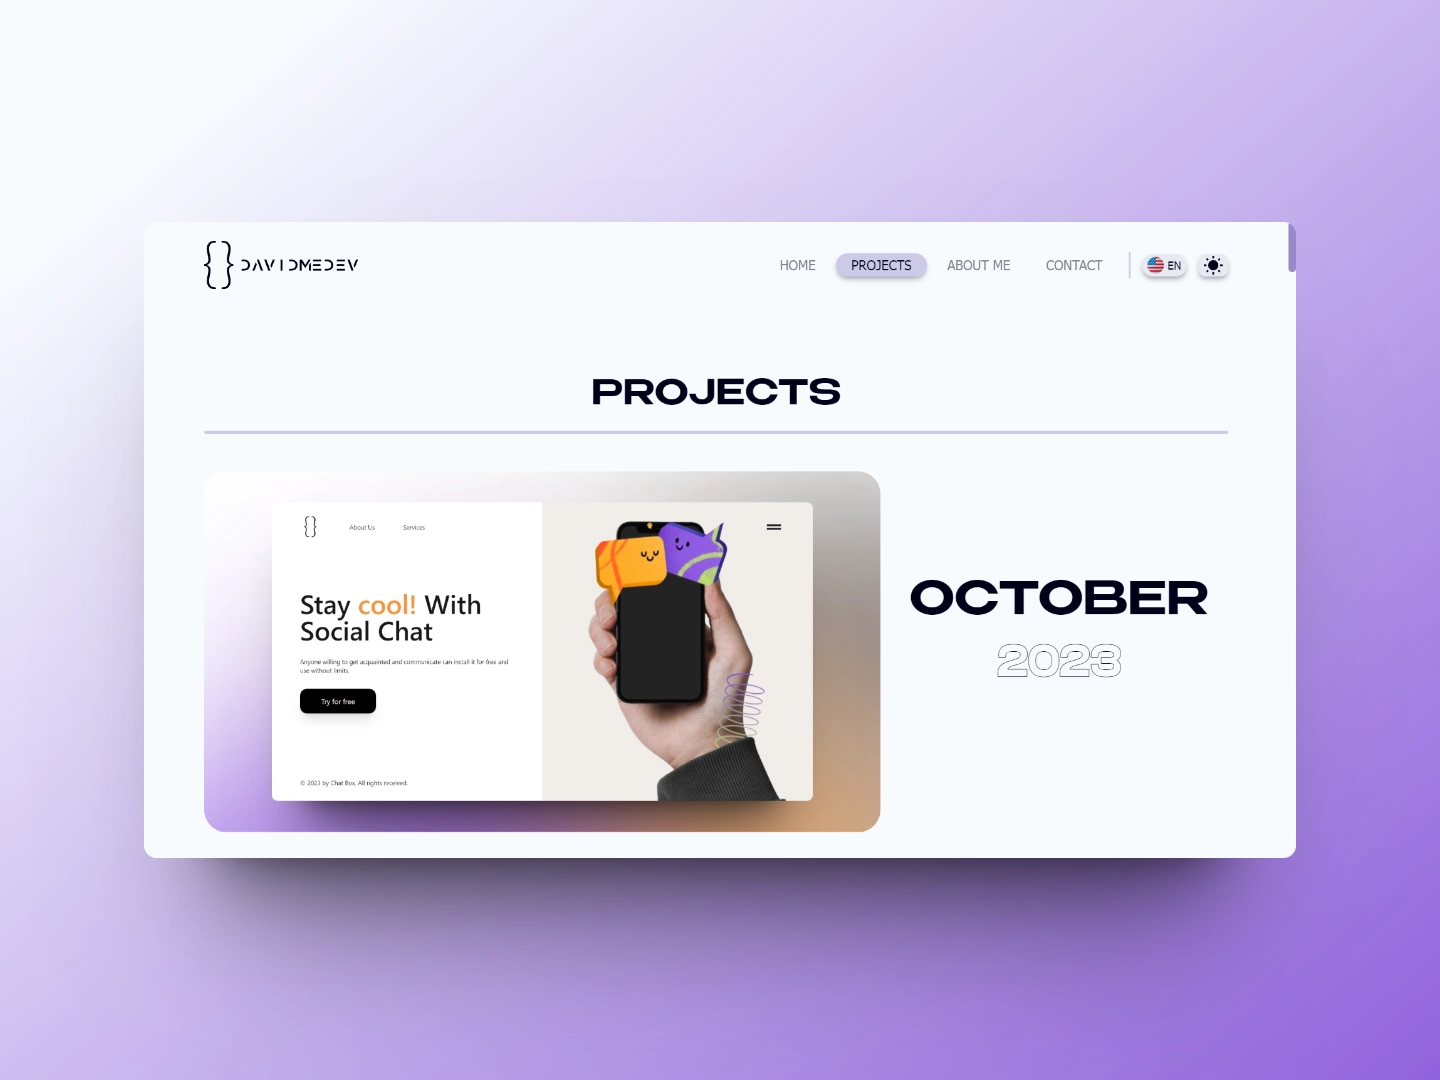 { } DAVIDMEDEV
HOME PROJECTS ABOUT ME CONTACT EN
PROJECTS
{ } About Us Services
Stay cool! With
Social Chat
Anyone willing to get acquainted and communicate can install it for free and
use without limits.
Try for free
© 2023 by Chat Box. All rights received.
OCTOBER
2023